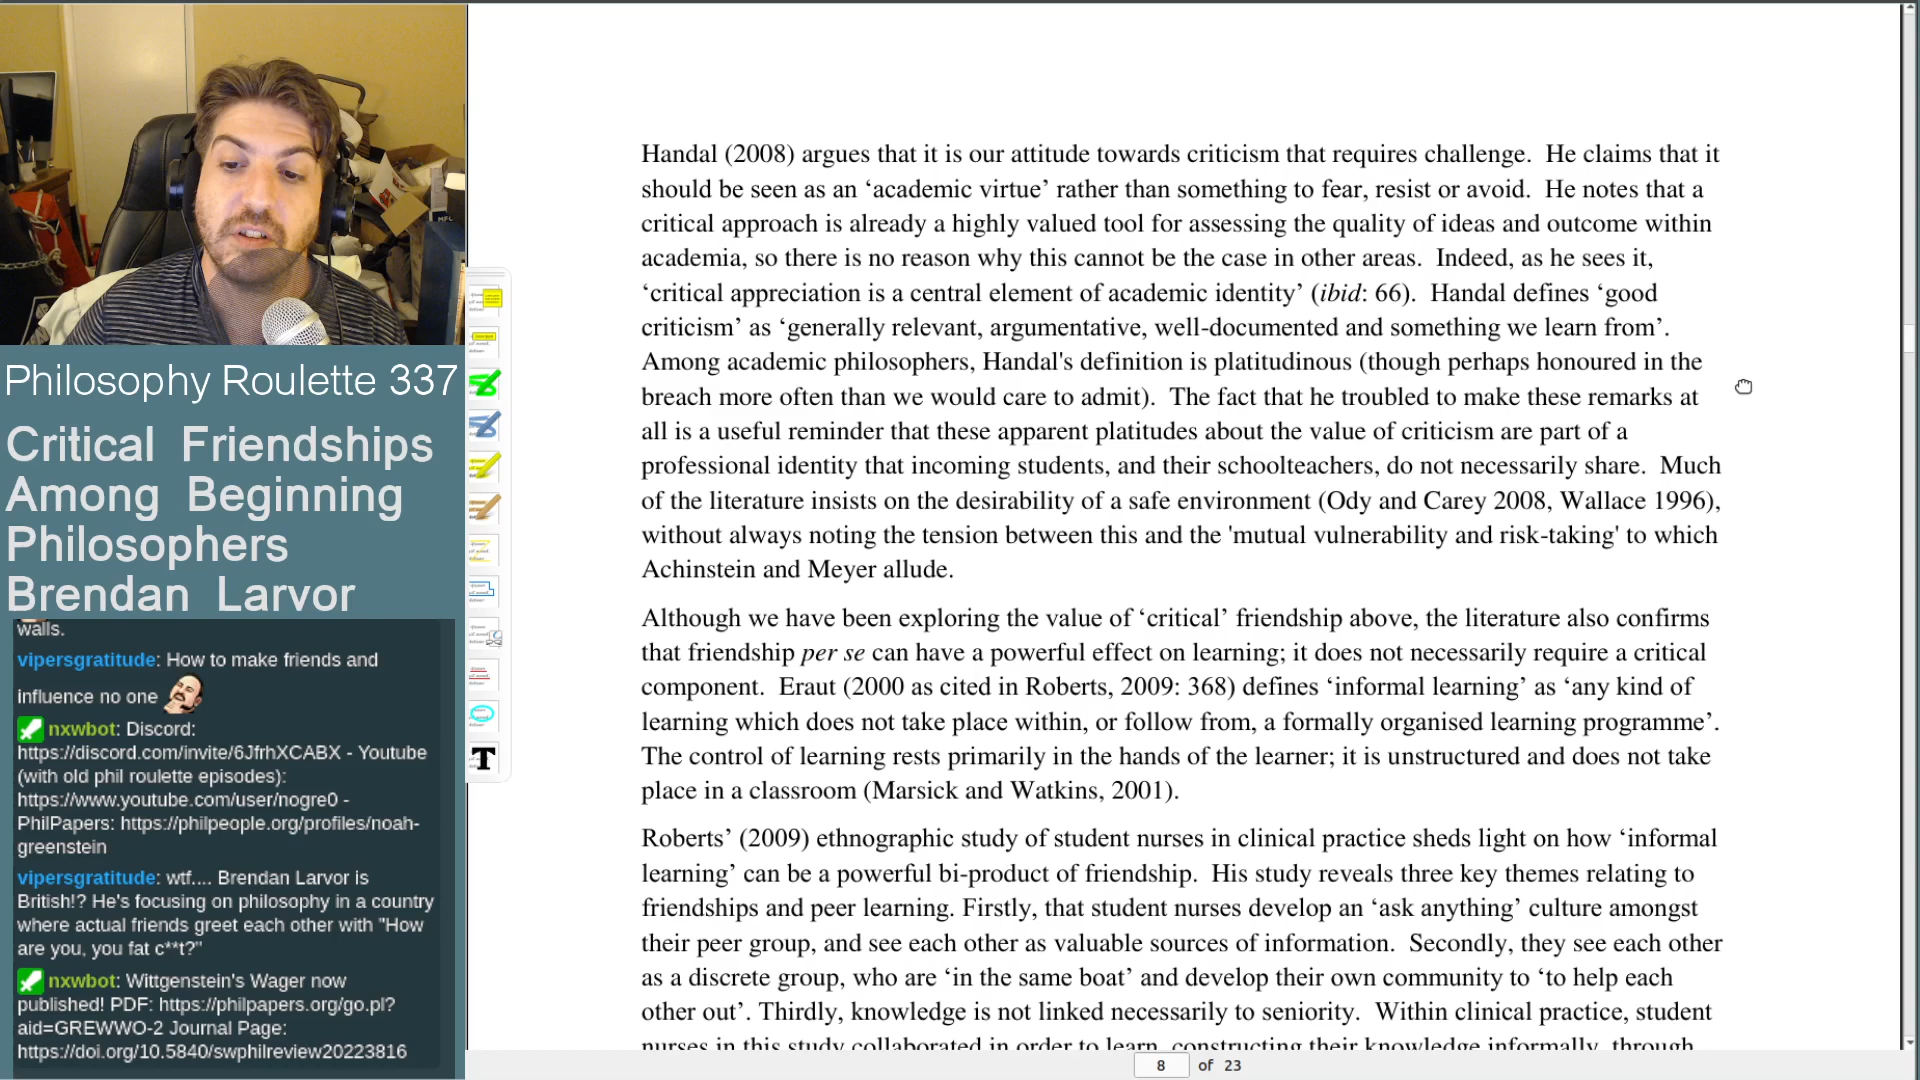 Philosophy Roulette 337
Critical Friendships
Among Beginning
Philosophers
Brendan Larvor
walls.
vipersgratitude: How to make friends and
influence no one
nxwbot: Discord:
https://discord.com/invite/6JfrhXCABX - Youtube
(with old phil roulette episodes):
https://www.youtube.com/user/nogre0 -
PhilPapers: https://philpeople.org/profiles/noah-
greenstein
vipersgratitude: wtf.... Brendan Larvor is
British!? He's focusing on philosophy in a country
where actual friends greet each other with "How
are you, you fat c**t?"
nxwbot: Wittgenstein's Wager now
published! PDF: https://philpapers.org/go.pl?
aid=GREWWO-2 Journal Page:
https://doi.org/10.5840/swphilreview20223816
T
Handal (2008) argues that it is our attitude towards criticism that requires challenge. He claims that it
should be seen as an ‘academic virtue’ rather than something to fear, resist or avoid. He notes that a
critical approach is already a highly valued tool for assessing the quality of ideas and outcome within
academia, so there is no reason why this cannot be the case in other areas. Indeed, as he sees it,
‘critical appreciation is a central element of academic identity’ (ibid: 66). Handal defines ‘good
criticism’ as ‘generally relevant, argumentative, well-documented and something we learn from’.
Among academic philosophers, Handal's definition is platitudinous (though perhaps honoured in the
breach more often than we would care to admit). The fact that he troubled to make these remarks at
all is a useful reminder that these apparent platitudes about the value of criticism are part of a
professional identity that incoming students, and their schoolteachers, do not necessarily share. Much
of the literature insists on the desirability of a safe environment (Ody and Carey 2008, Wallace 1996),
without always noting the tension between this and the 'mutual vulnerability and risk-taking' to which
Achinstein and Meyer allude.
Although we have been exploring the value of ‘critical’ friendship above, the literature also confirms
that friendship per se can have a powerful effect on learning; it does not necessarily require a critical
component. Eraut (2000 as cited in Roberts, 2009: 368) defines ‘informal learning’ as ‘any kind of
learning which does not take place within, or follow from, a formally organised learning programme’.
The control of learning rests primarily in the hands of the learner; it is unstructured and does not take
place in a classroom (Marsick and Watkins, 2001).
Roberts’ (2009) ethnographic study of student nurses in clinical practice sheds light on how ‘informal
learning’ can be a powerful bi-product of friendship. His study reveals three key themes relating to
friendships and peer learning. Firstly, that student nurses develop an ‘ask anything’ culture amongst
their peer group, and see each other as valuable sources of information. Secondly, they see each other
as a discrete group, who are ‘in the same boat’ and develop their own community to ‘to help each
other out’. Thirdly, knowledge is not linked necessarily to seniority. Within clinical practice, student
nurses in this study collaborated in order to learn, constructing their knowledge informally, through
8 of 23